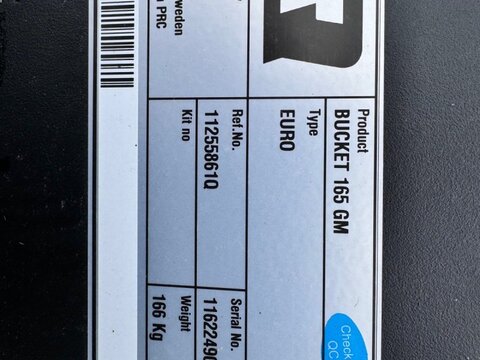 Product
BUCKET 165 GM
Check
QC
Type
EURO
Ref.No.
11255861Q
Serial No.
1162249
Kit no
Weight
166 Kg
weden
PRC